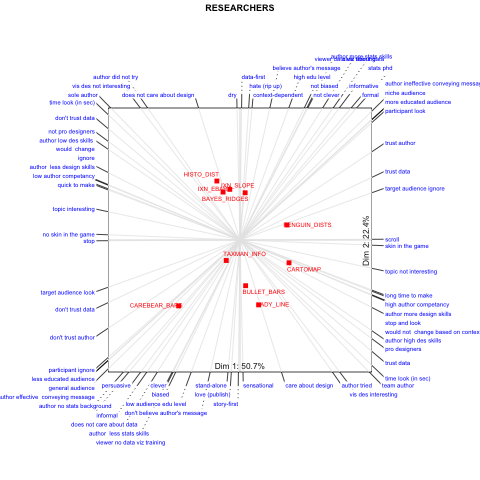 RESEARCHERS
author more stats skills
believe author's message
stats phd
author did not try
data-first
high edu level
vis des not interesting
hate (rip up)
not biased
informative
author ineffective conveying messag
sole author
does not care about design
dry
context-dependent
not clever
formal
niche audience
time look (in sec)
more educated audience
participant look
don't trust data
not pro designers
author low des skills
would change
trust author
ignore
author less design skills
low author competancy
quick to make
trust data
target audience ignore
HISTO_DIST
BAYES_RIDGES
topic interesting
no skin in the game
stop
scroll
skin in the game
Dim 2: 22.4%
TAXMAN_INFO
CARTOMAP
topic not interesting
BULLET_BARS
target audience look
don't trust data
long time to make
high author competancy
author more design skills
stop and look
don't trust author
would not change based on contex
author high des skills
pro designers
trust data
participant ignore
less educated audience
general audience
author effective conveying message
author no stats background
Dim 1: 50.7%
time look (in sec)
team author
persuasive
clever
stand-alone
sensational
care about design
author tried
biased
love (publish)
vis des interesting
low audience edu level
story-first
informal
don't believe author's message
does not care about data
author less stats skills
viewer no data viz training